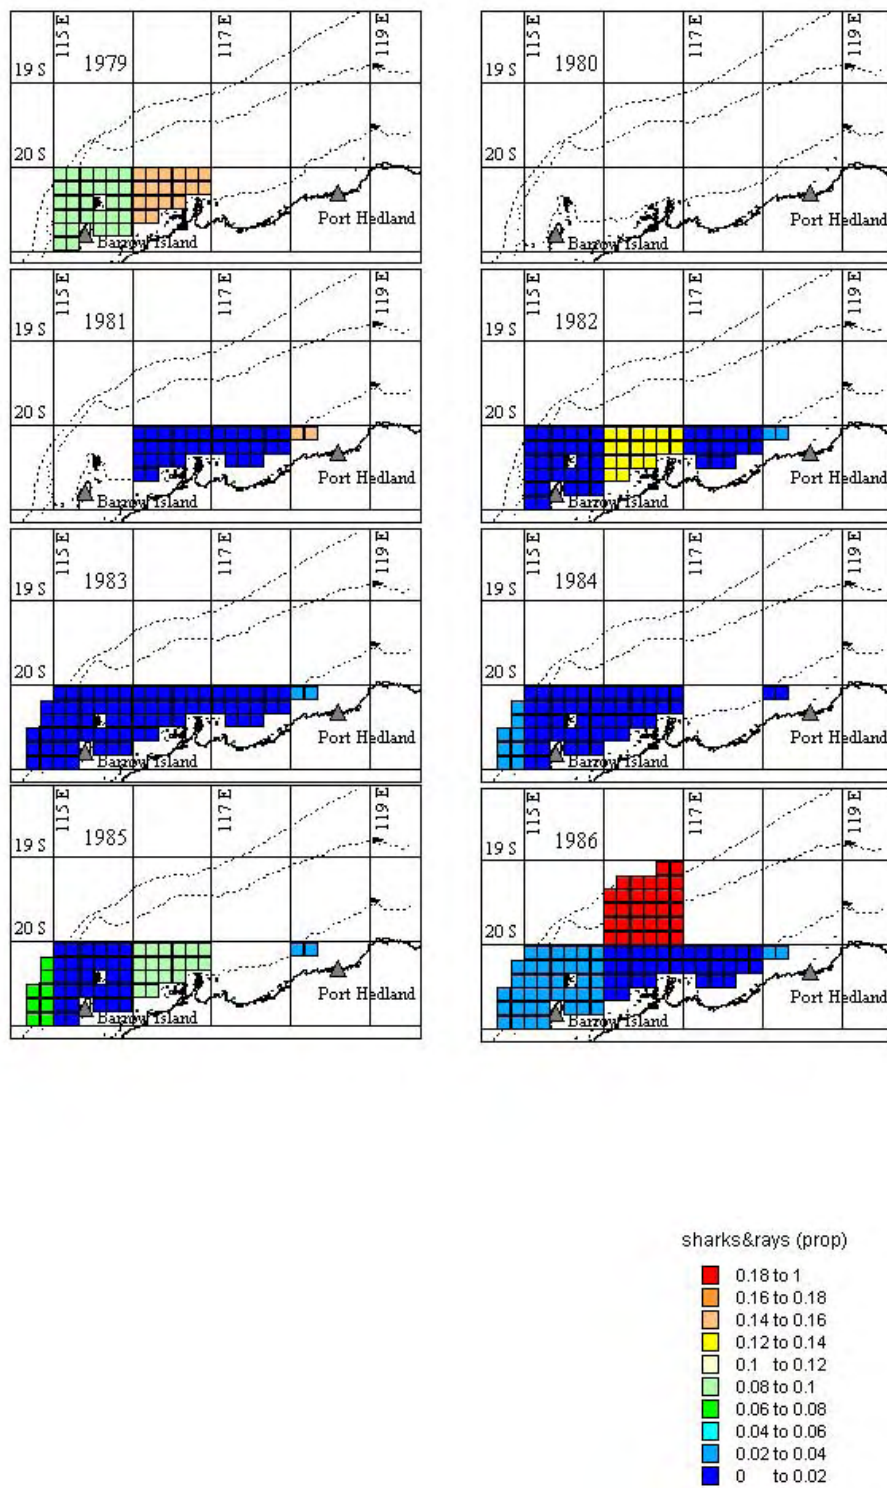 115 E
117 E
119 E
19 S
1979
20 S
Barrow Island
Port Hedland
115 E
117 E
119 E
19 S
1980
20 S
Barrow Island
Port Hedland
115 E
117 E
119 E
19 S
1981
20 S
Barrow Island
Port Hedland
115 E
117 E
119 E
19 S
1982
20 S
Barrow Island
Port Hedland
115 E
117 E
119 E
19 S
1983
20 S
Barrow Island
Port Hedland
115 E
117 E
119 E
19 S
1984
20 S
Barrow Island
Port Hedland
115 E
117 E
119 E
19 S
1985
20 S
Barrow Island
Port Hedland
115 E
117 E
119 E
19 S
1986
20 S
Barrow Island
Port Hedland
sharks&rays (prop)
0.18 to 1
0.16 to 0.18
0.14 to 0.16
0.12 to 0.14
0.1 to 0.12
0.08 to 0.1
0.06 to 0.08
0.04 to 0.06
0.02 to 0.04
0 to 0.02